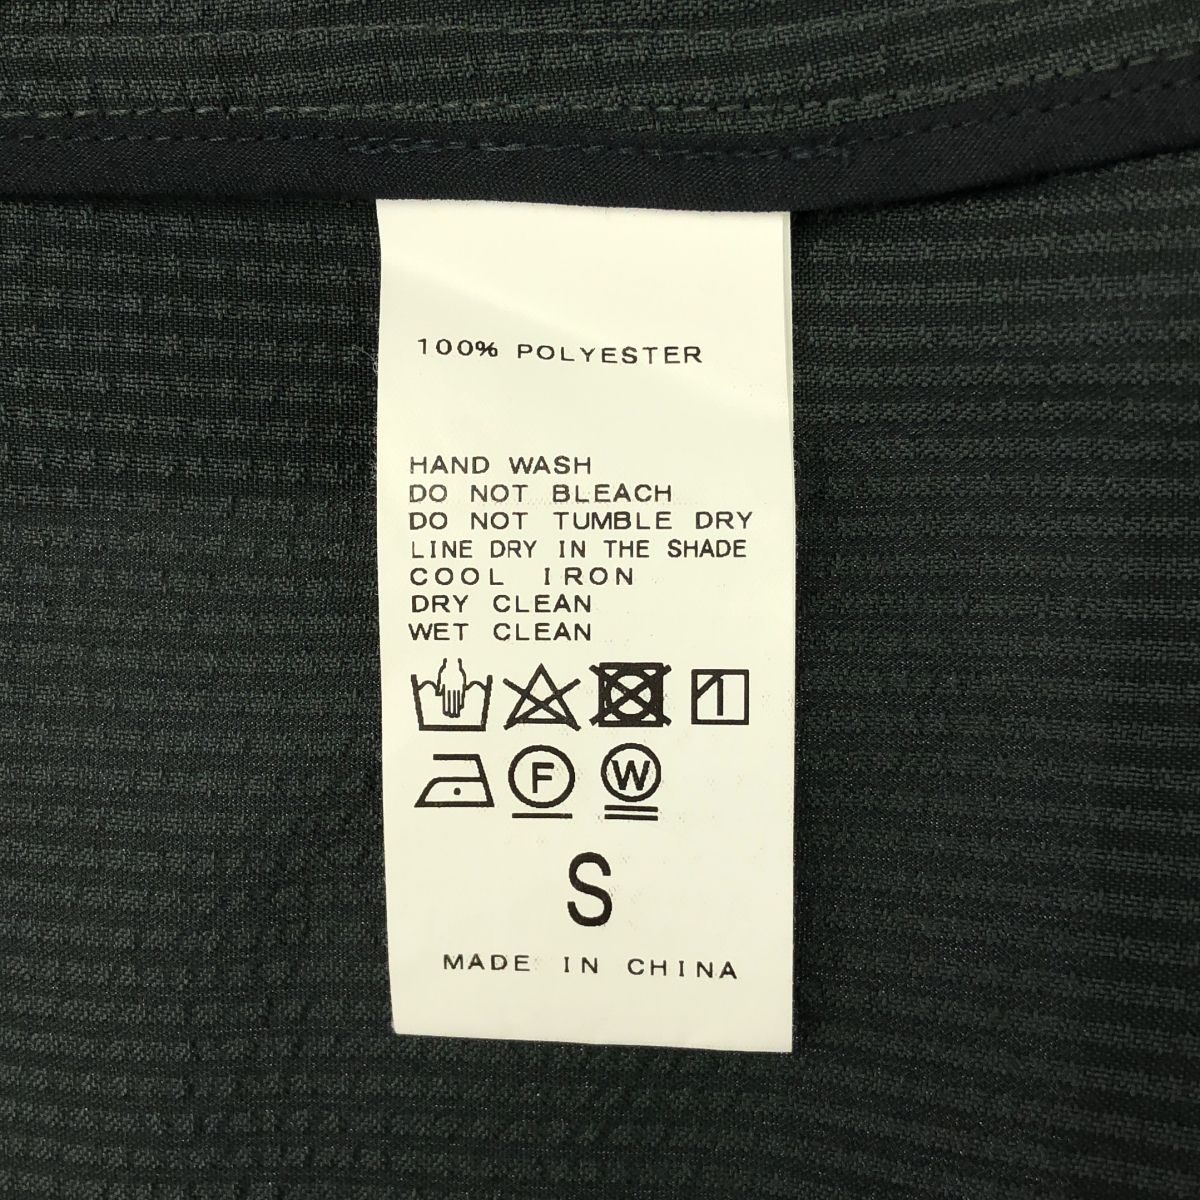 100% POLYESTER
HAND WASH
DO NOT BLEACH
DO NOT TUMBLE DRY
LINE DRY IN THE SHADE
COOL IRON
DRY CLEAN
WET CLEAN
F W
S
MADE IN CHINA